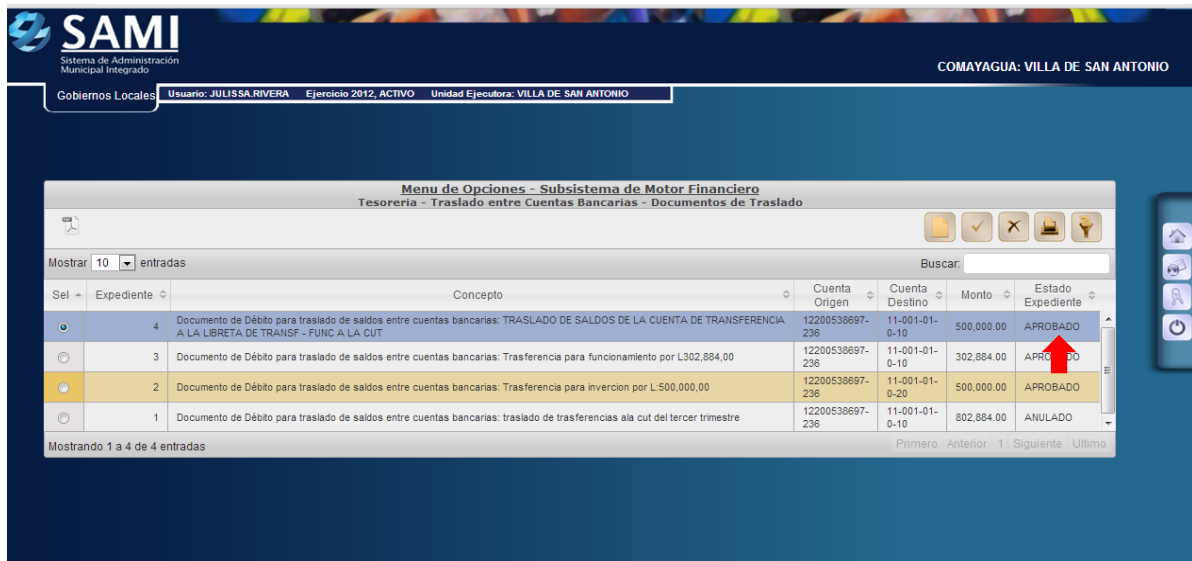 SAMI
Sistema de Administración
Municipal Integrado
COMAYAGUA: VILLA DE SAN ANTONIO
Gobiernos Locales
Usuario: JULISSA.RIVERA Ejercicio 2012, ACTIVO Unidad Ejecutora: VILLA DE SAN ANTONIO
Menu de Opciones - Subsistema de Motor Financiero
Tesoreria - Traslado entre Cuentas Bancarias - Documentos de Traslado
Mostrar 10 entradas Buscar:
Sel Expediente Concepto Cuenta Origen Cuenta Destino Monto Estado Expediente
4 Documento de Débito para traslado de saldos entre cuentas bancarias: TRASLADO DE SALDOS DE LA CUENTA DE TRANSFERENCIA A LA LIBRETA DE TRANSF - FUNC A LA CUT 12200538697-236 11-001-01-0-10 500,000.00 APROBADO
3 Documento de Débito para traslado de saldos entre cuentas bancarias: Trasferencia para funcionamiento por L302,884,00 12200538697-236 11-001-01-0-10 302,884.00
2 Documento de Débito para traslado de saldos entre cuentas bancarias: Trasferencia para invercion por L:500,000,00 12200538697-236 11-001-01-0-20 500,000.00 APROBADO
1 Documento de Débito para traslado de saldos entre cuentas bancarias: traslado de trasferencias ala cut del tercer trimestre 12200538697-236 11-001-01-0-10 802,884.00 ANULADO
Mostrando 1 a 4 de 4 entradas
Primero Anterior 1 Siguiente Ultimo